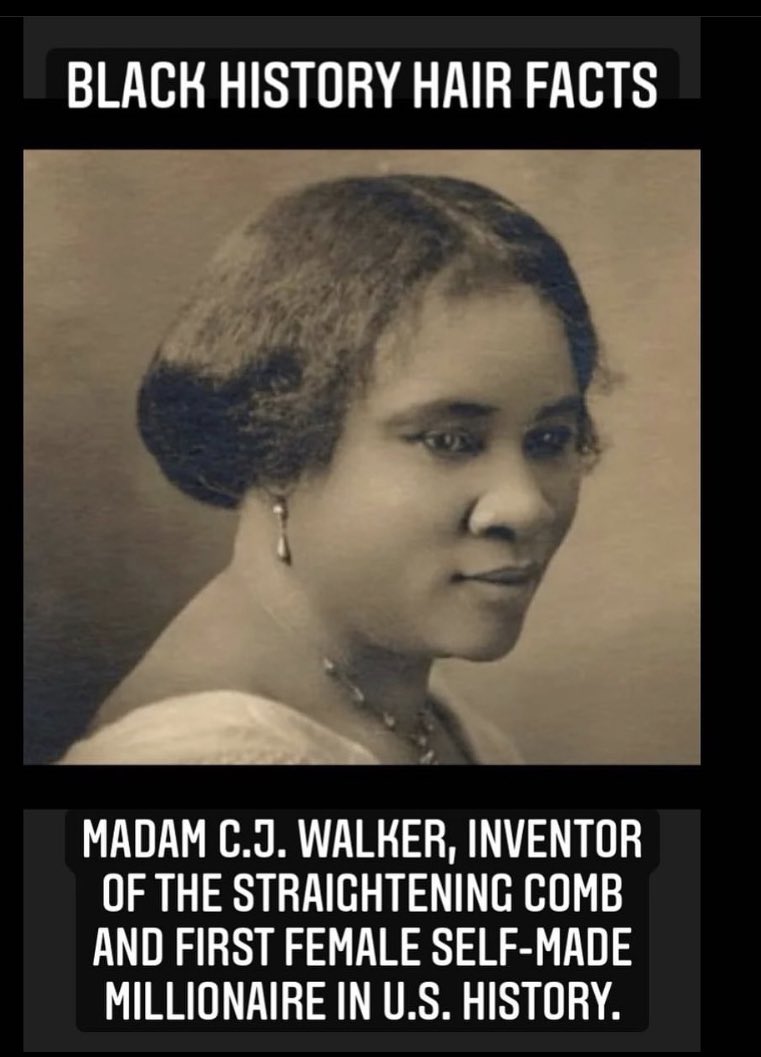 BLACK HISTORY HAIR FACTS
MADAM C.J. WALKER, INVENTOR
OF THE STRAIGHTENING COMB
AND FIRST FEMALE SELF-MADE
MILLIONAIRE IN U.S. HISTORY.